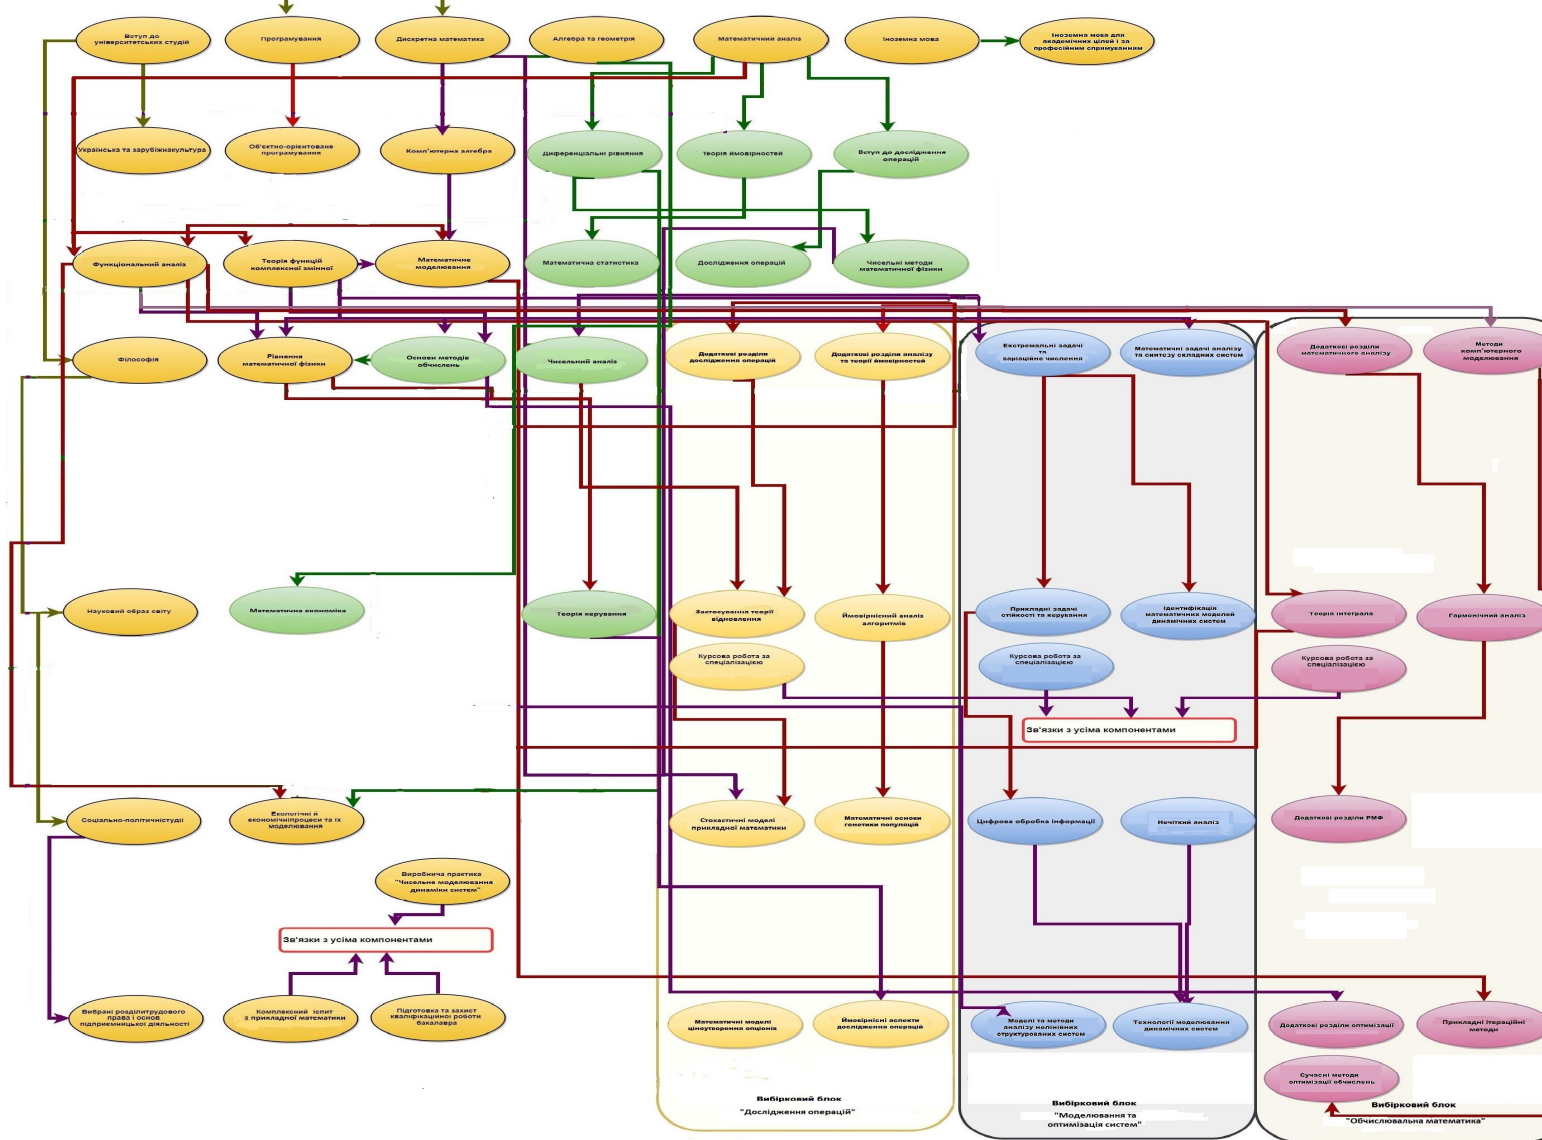 Вступ до
університетських студій
Програмування
Дискретна математика
Алгебра та геометрія
Математичний аналіз
Іноземна мова
Іноземна мова для
академічних цілей і за
професійним спрямуванням
Українська та зарубіжнакультура
Об'єктно-орієнтоване
програмування
Комп'ютерна алгебра
Диференціальні рівняння
Теорія ймовірностей
Вступ до дослідження
операцій
Функціональний аналіз
Теорія функцій
комплексної змінної
Математичне
моделювання
Математична статистика
Дослідження операцій
Чисельні методи
математичної фізики
Філософія
Рівняння
математичної фізики
Основи методів
обчислень
Чисельний аналіз
Додаткові розділи
дослідження операцій
Додаткові розділи аналізу
та теорії ймовірностей
Екстремальні задачі
та
варіаційне числення
Математичні задачі аналізу
та синтезу складних систем
Додаткові розділи
математичного аналізу
Методи
комп'ютерного
моделювання
Науковий образ світу
Математична економіка
Теорія керування
Застосування теорії
відновлення
Ймовірнісний аналіз
алгоритмів
Прикладні задачі
стійкості та керування
Ідентифікація
математичних моделей
динамічних систем
Теорія інтеграла
Гармонічний аналіз
Курсова робота за
спеціалізацією
Курсова робота за
спеціалізацією
Курсова робота за
спеціалізацією
Зв'язки з усіма компонентами
Соціально-політичністудії
Екологічні й
економічніпроцеси та їх
моделювання
Стохастичні моделі
прикладної математики
Математичні основи
генетики популяцій
Цифрова обробка інформації
Нечіткий аналіз
Додаткові розділи РМФ
Виробнича практика
"Чисельне моделювання
динаміки систем"
Зв'язки з усіма компонентами
Вибрані розділитрудового
права і основ
підприємницької діяльності
Комплексний іспит
з прикладної математики
Підготовка та захист
кваліфікаційної роботи
бакалавра
Математичні моделі
ціноутворення опціонів
Ймовірнісні аспекти
дослідження операцій
Моделі та методи
аналізу нелінійних
структурованих систем
Технології моделювання
динамічних систем
Додаткові розділи оптимізації
Прикладні ітераційні
методи
Сучасні методи
оптимізації обчислень
Вибірковий блок
"Дослідження операцій"
Вибірковий блок
"Моделювання та
оптимізація систем"
Вибірковий блок
"Обчислювальна математика"